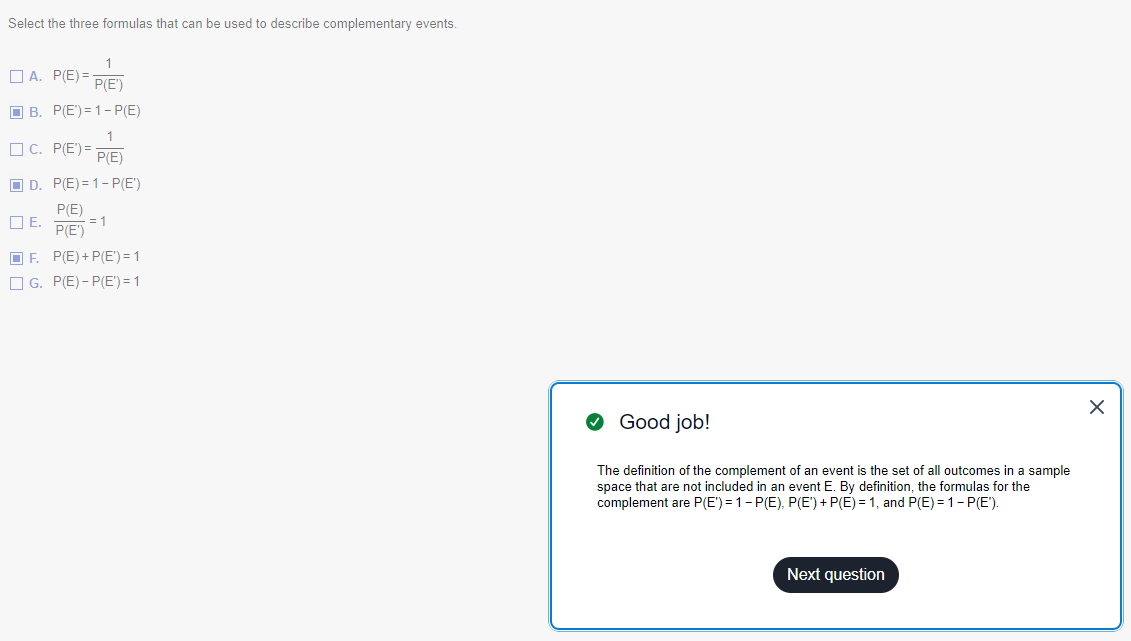 Select the three formulas that can be used to describe complementary events.
A. P(E) = 1/P(E')
B. P(E') = 1 − P(E)
C. P(E') = 1/P(E)
D. P(E) = 1 − P(E')
E. P(E)/P(E') = 1
F. P(E) + P(E') = 1
G. P(E) − P(E') = 1
Good job!
The definition of the complement of an event is the set of all outcomes in a sample
space that are not included in an event E. By definition, the formulas for the
complement are P(E') = 1 − P(E), P(E') + P(E) = 1, and P(E) = 1 − P(E').
Next question